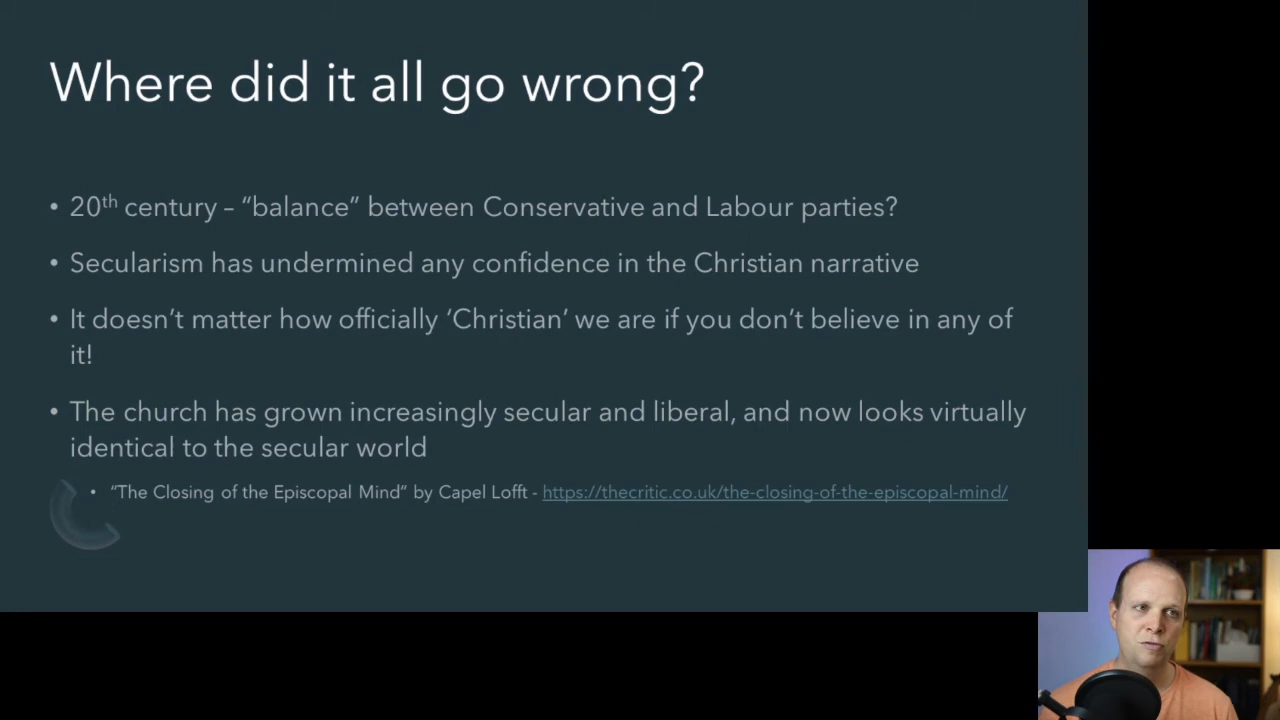 Where did it all go wrong?
• 20th century – “balance” between Conservative and Labour parties?
• Secularism has undermined any confidence in the Christian narrative
• It doesn’t matter how officially ‘Christian’ we are if you don’t believe in any of
it!
• The church has grown increasingly secular and liberal, and now looks virtually
identical to the secular world
• “The Closing of the Episcopal Mind” by Capel Lofft - https://thecritic.co.uk/the-closing-of-the-episcopal-mind/